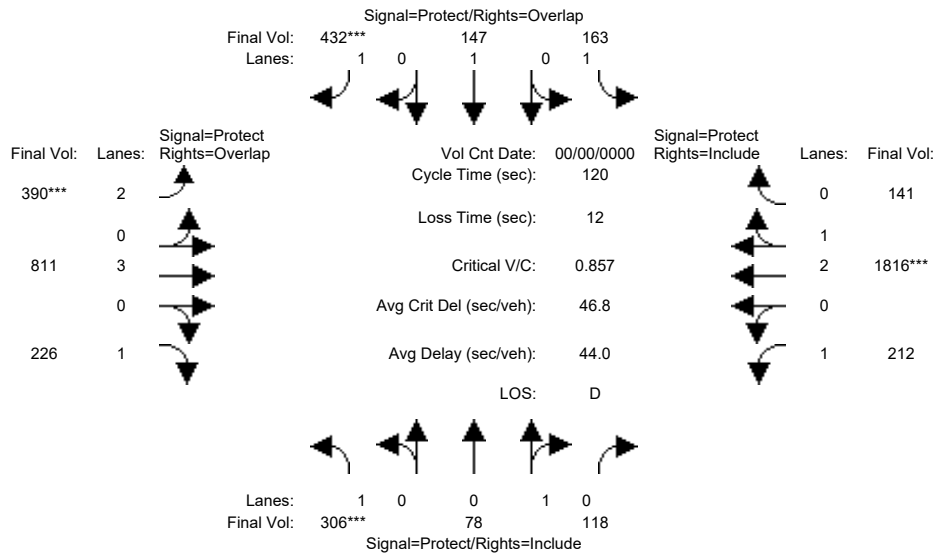 Signal=Protect/Rights=Overlap
Final Vol: 432*** 147 163
Lanes: 1 0 1 0 1
Signal=Protect
Final Vol: Lanes: Rights=Overlap
Vol Cnt Date: 00/00/0000
Signal=Protect
Rights=Include Lanes: Final Vol:
Cycle Time (sec): 120
390*** 2
0 141
Loss Time (sec): 12
0
1
811 3
Critical V/C: 0.857
2 1816***
0
Avg Crit Del (sec/veh): 46.8
0
226 1
Avg Delay (sec/veh): 44.0
1 212
LOS: D
Lanes: 1 0 0 1 0
Final Vol: 306*** 78 118
Signal=Protect/Rights=Include